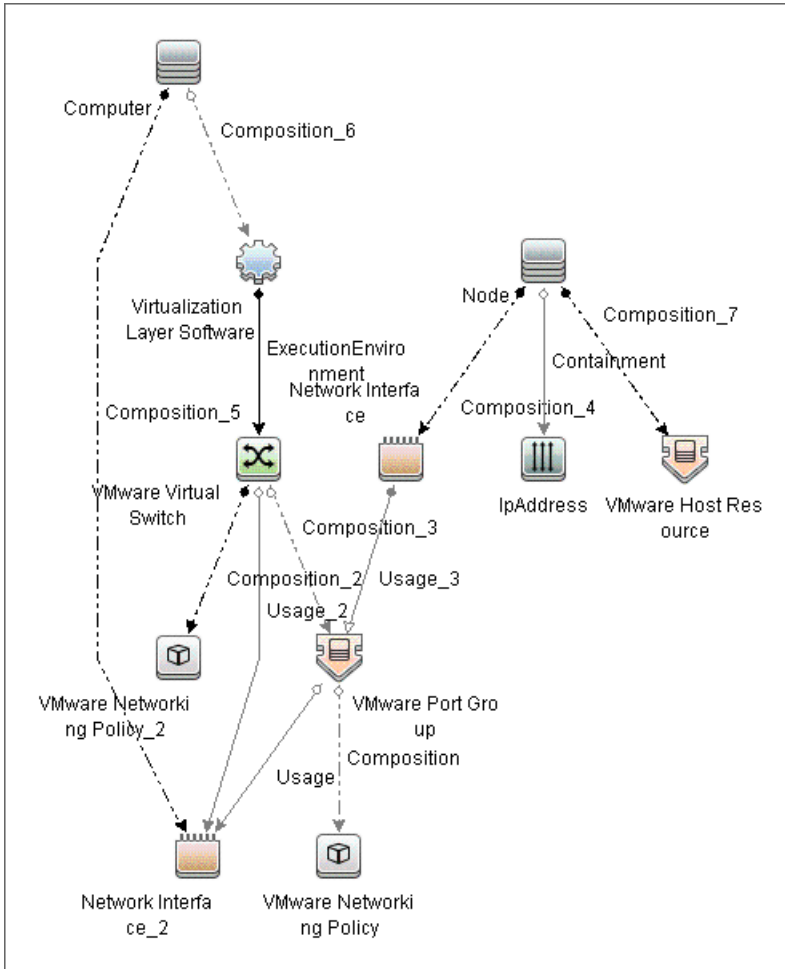 Computer
Composition_6
Virtualization
Layer Software
Node
Composition_7
ExecutionEnviro
nment
Containment
Network Interfa
ce
Composition_5
Composition_4
VMware Virtual
Switch
IpAddress
VMware Host Res
ource
Composition_3
Composition_2
Usage_3
Usage_2
VMware Networki
ng Policy_2
VMware Port Gro
up
Composition
Usage
Network Interfa
ce_2
VMware Networki
ng Policy